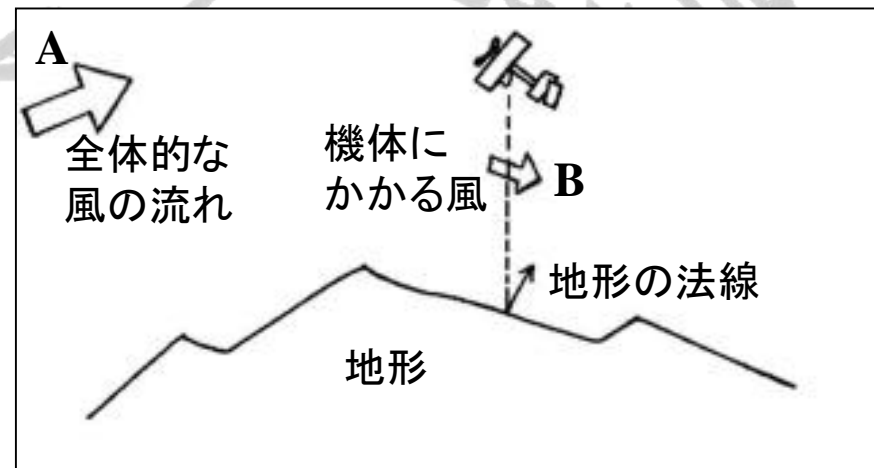 A
全体的な
風の流れ
機体に
かかる風
B
地形の法線
地形